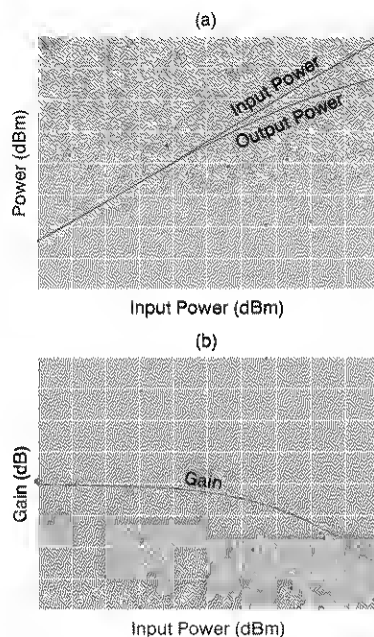 (a)
Power (dBm)
Input Power
Output Power
Input Power (dBm)
(b)
Gain (dB)
Gain
Input Power (dBm)